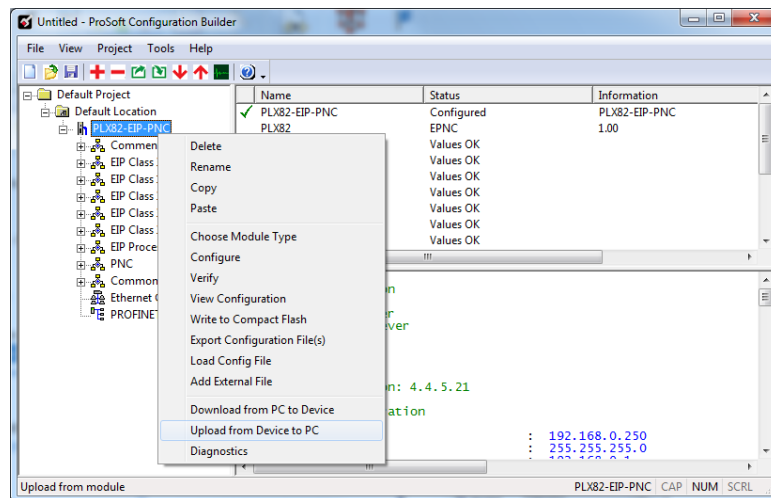 Untitled - ProSoft Configuration Builder
File View Project Tools Help
Default Project
Default Location
PLX82-EIP-PNC
Commen
EIP Class
EIP Class
EIP Class
EIP Class
EIP Class
EIP Proce
PNC
Common
Ethernet
PROFINET
Name Status Information
PLX82-EIP-PNC Configured PLX82-EIP-PNC
PLX82 EPNC 1.00
Values OK
Values OK
Values OK
Values OK
Values OK
Values OK
Delete
Rename
Copy
Paste
Choose Module Type
Configure
Verify
View Configuration
Write to Compact Flash
Export Configuration File(s)
Load Config File
Add External File
Download from PC to Device
Upload from Device to PC
Diagnostics
on
er
ver
on: 4.4.5.21
ation
: 192.168.0.250
: 255.255.255.0
Upload from module
PLX82-EIP-PNC CAP NUM SCRL